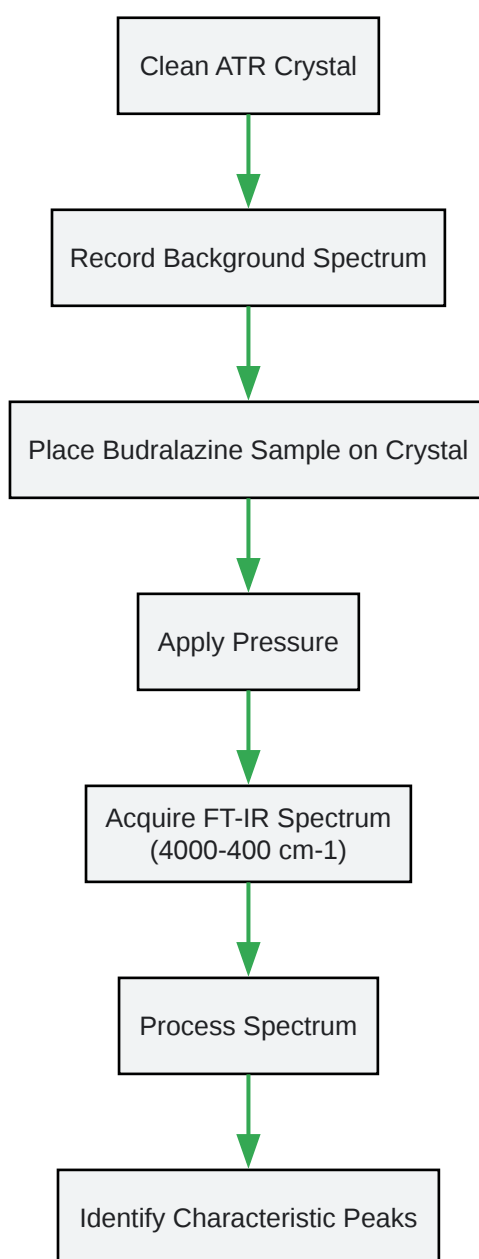 Clean ATR Crystal
Record Background Spectrum
Place Budralazine Sample on Crystal
Apply Pressure
Acquire FT-IR Spectrum
(4000-400 cm-1)
Process Spectrum
Identify Characteristic Peaks